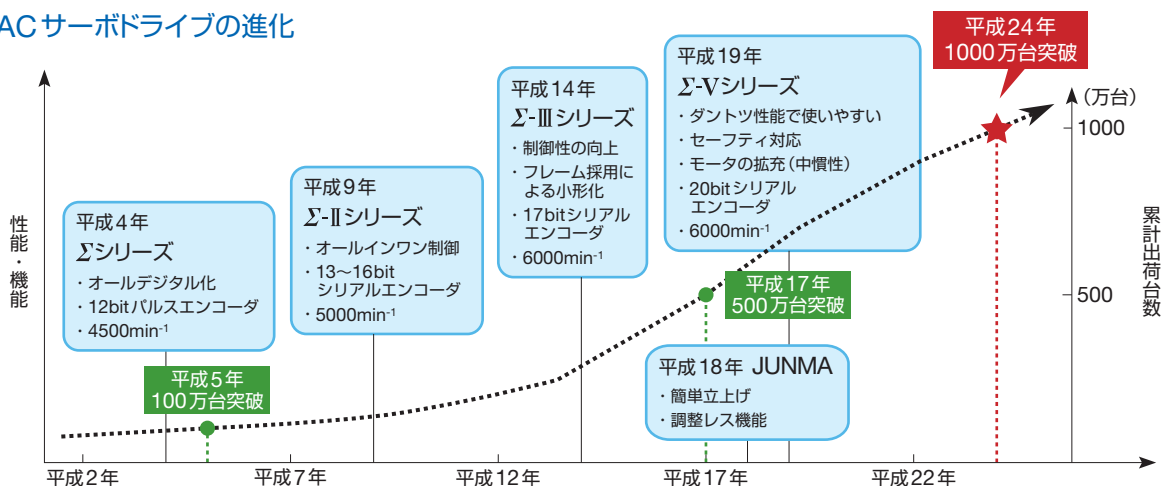 ACサーボドライブの進化
平成24年
1000万台突破
平成19年
Σ-Vシリーズ
・ダントツ性能で使いやすい
・セーフティ対応
・モータの拡充(中慣性)
・20bitシリアル
エンコーダ
・6000min-1
平成14年
Σ-Ⅲシリーズ
・制御性の向上
・フレーム採用に
よる小形化
・17bitシリアル
エンコーダ
・6000min-1
平成9年
Σ-Ⅱシリーズ
・オールインワン制御
・13〜16bit
シリアルエンコーダ
・5000min-1
平成4年
Σシリーズ
・オールデジタル化
・12bitパルスエンコーダ
・4500min-1
平成5年
100万台突破
平成17年
500万台突破
平成18年 JUNMA
・簡単立上げ
・調整レス機能
性能・機能
(万台)
1000
500
累計出荷台数
平成2年
平成7年
平成12年
平成17年
平成22年